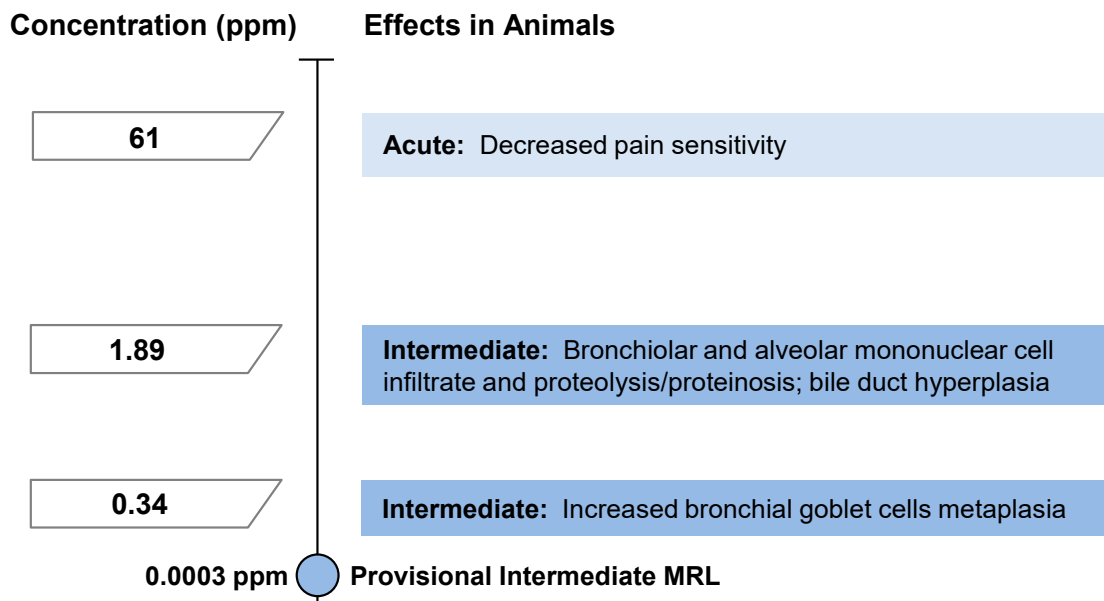 Concentration (ppm) Effects in Animals
61
Acute: Decreased pain sensitivity
1.89
Intermediate: Bronchiolar and alveolar mononuclear cell
infiltrate and proteolysis/proteinosis; bile duct hyperplasia
0.34
Intermediate: Increased bronchial goblet cells metaplasia
0.0003 ppm Provisional Intermediate MRL